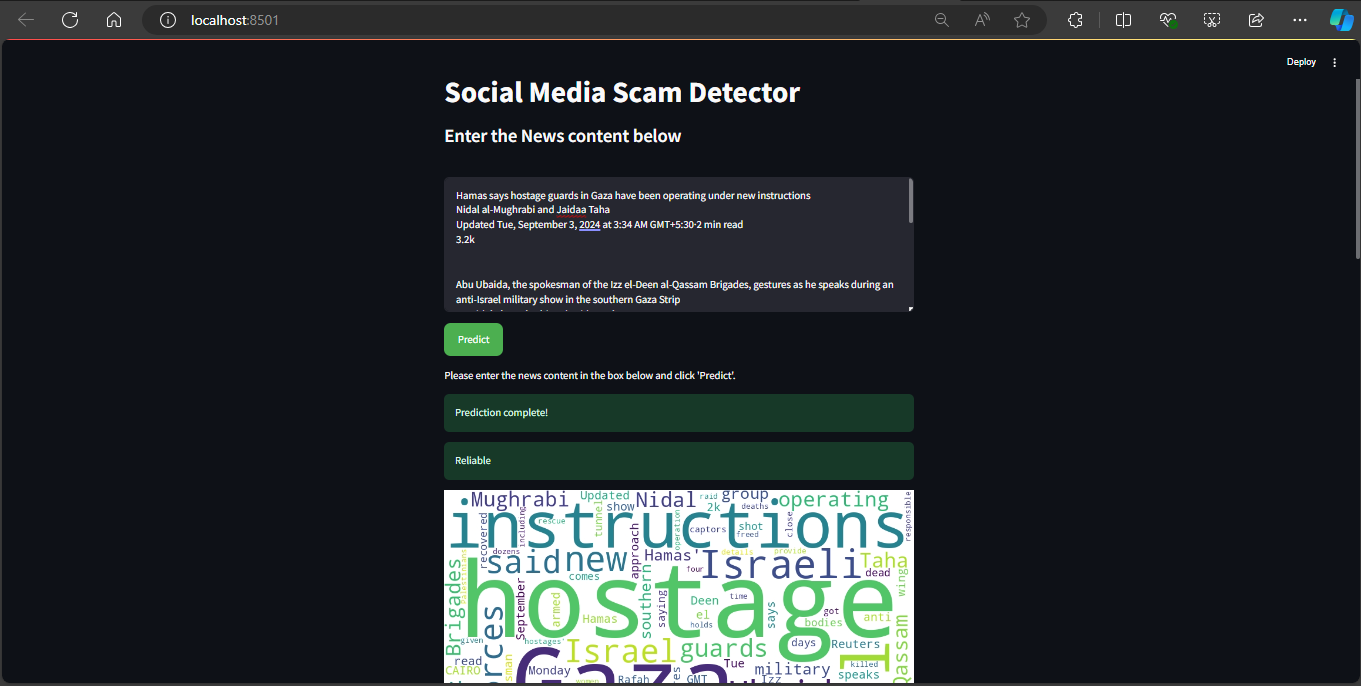 localhost:8501
Deploy
Social Media Scam Detector
Enter the News content below
Hamas says hostage guards in Gaza have been operating under new instructions
Nidal al-Mughrabi and Jaidaa Taha
Updated Tue, September 3, 2024 at 3:34 AM GMT+5:30·2 min read
3.2k
Abu Ubaida, the spokesman of the Izz el-Deen al-Qassam Brigades, gestures as he speaks during an
anti-Israel military show in the southern Gaza Strip
Predict
Please enter the news content in the box below and click 'Predict'.
Prediction complete!
Reliable
Mughrabi
Updated
Nidal
raid
group
operating
show
2k
deaths
responsible
instructions
recovered
including
rescue
tunnel
operation
captors
shot
freed
close
dozens
said
new
approach
Hamas'
details
provide
Israeli
Taha
four
dead
wing
comes
hostage
Brigades
September
armed
Hamas
southern
saying
Deen
el
holds
time
says
got
bodies
anti
Qassam
given
hostages'
Israel
guards
days
Reuters
read
CAIRO
Monday
Gaza
Tue
military
killed
speaks
women
Rafah
GMT
Izz